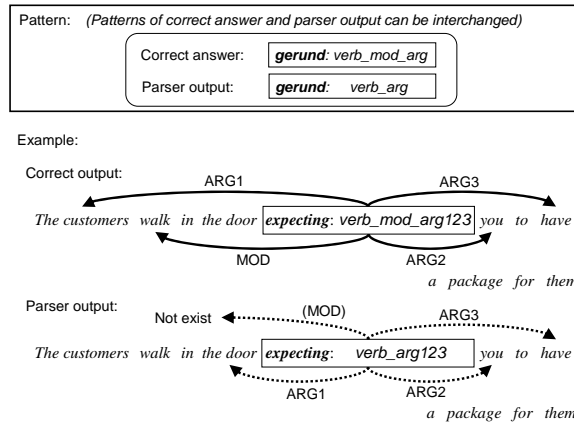 Pattern: (Patterns of correct answer and parser output can be interchanged)
Correct answer: gerund: verb_mod_arg
Parser output: gerund: verb_arg
Example:
Correct output:
ARG1 ARG3
The customers walk in the door expecting: verb_mod_arg123 you to have
MOD ARG2
a package for them
Parser output:
Not exist (MOD) ARG3
The customers walk in the door expecting: verb_arg123 you to have
ARG1 ARG2
a package for them